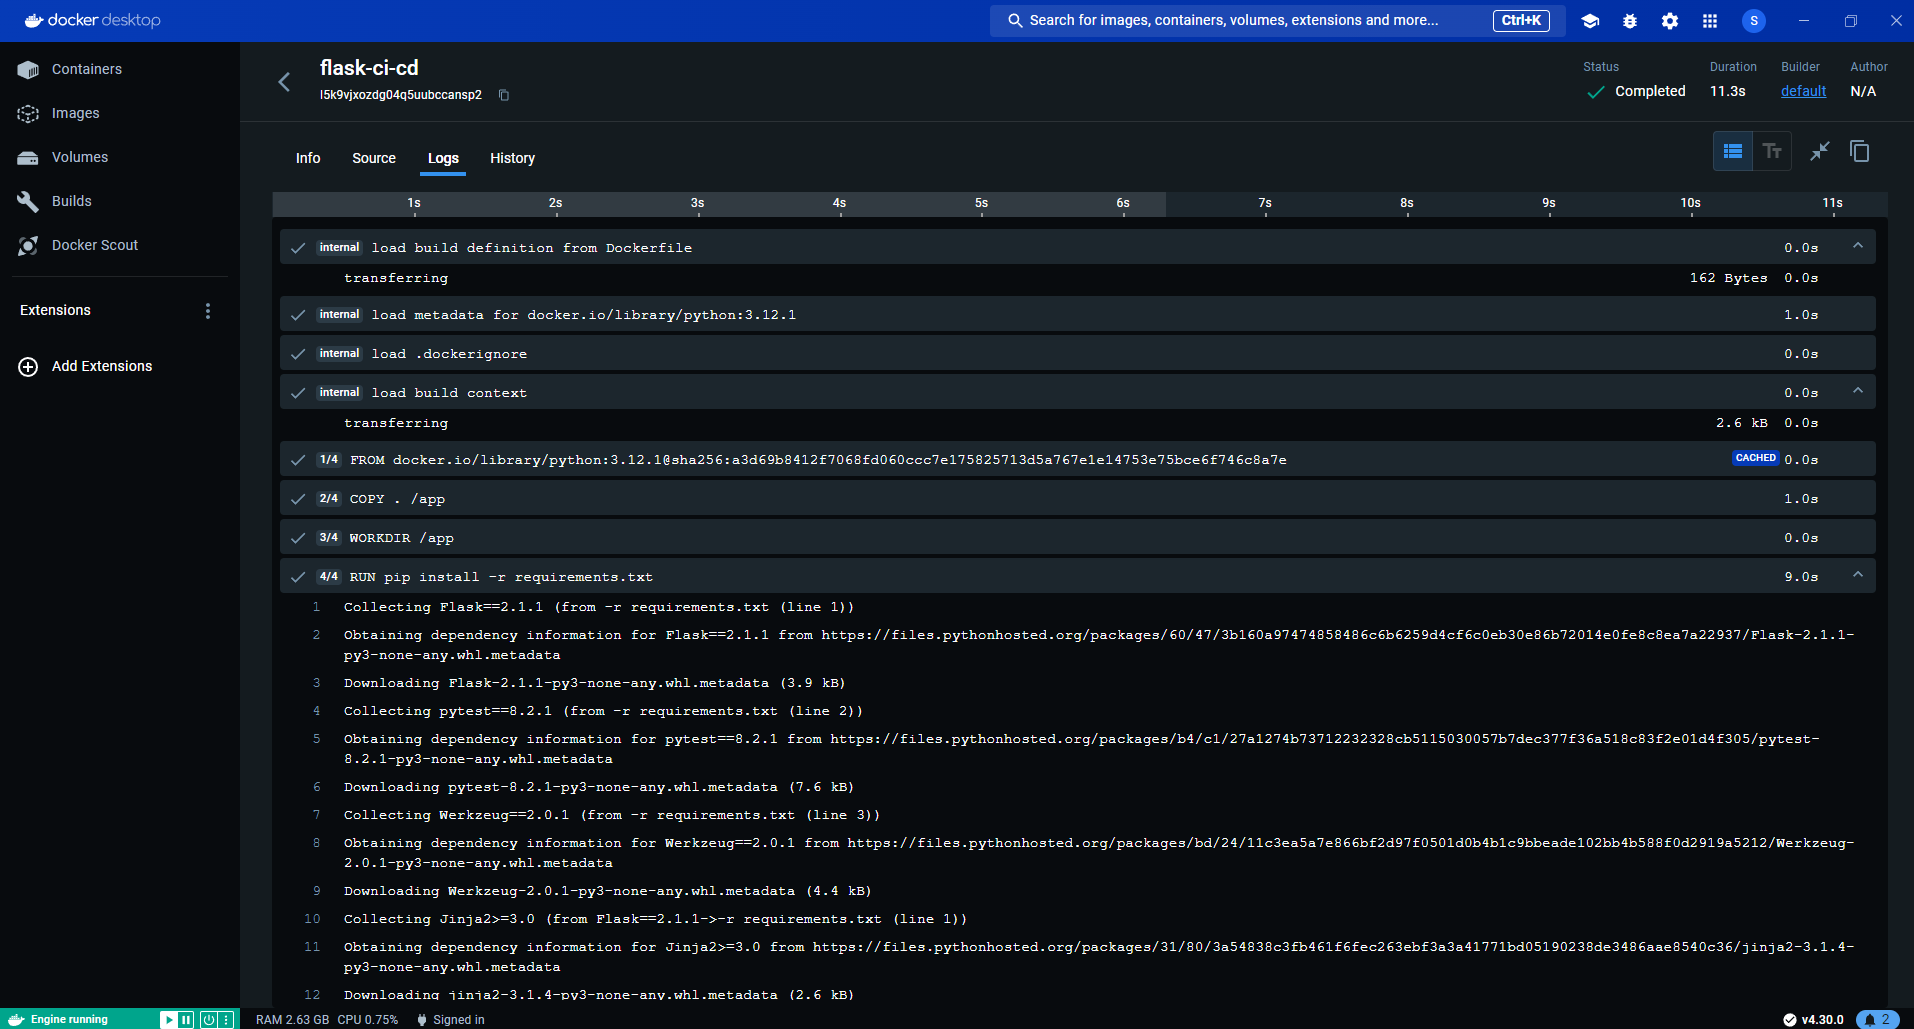 docker desktop
Search for images, containers, volumes, extensions and more...
Ctrl+K
S
Containers
Images
Volumes
Builds
Docker Scout
Extensions
Add Extensions
flask-ci-cd
l5k9vjxozdg04q5uubccansp2
Status
Completed
Duration
11.3s
Builder
default
Author
N/A
Info Source Logs History
1s 2s 3s 4s 5s 6s 7s 8s 9s 10s 11s
internal load build definition from Dockerfile 0.0s
transferring 162 Bytes 0.0s
internal load metadata for docker.io/library/python:3.12.1 1.0s
internal load .dockerignore 0.0s
internal load build context 0.0s
transferring 2.6 kB 0.0s
1/4 FROM docker.io/library/python:3.12.1@sha256:a3d69b8412f7068fd060ccc7e175825713d5a767e1e14753e75bce6f746c8a7e CACHED 0.0s
2/4 COPY . /app 1.0s
3/4 WORKDIR /app 0.0s
4/4 RUN pip install -r requirements.txt 9.0s
1 Collecting Flask==2.1.1 (from -r requirements.txt (line 1))
2 Obtaining dependency information for Flask==2.1.1 from https://files.pythonhosted.org/packages/60/47/3b160a97474858486c6b6259d4cf6c0eb30e86b72014e0fe8c8ea7a22937/Flask-2.1.1-
py3-none-any.whl.metadata
3 Downloading Flask-2.1.1-py3-none-any.whl.metadata (3.9 kB)
4 Collecting pytest==8.2.1 (from -r requirements.txt (line 2))
5 Obtaining dependency information for pytest==8.2.1 from https://files.pythonhosted.org/packages/b4/c1/27a1274b73712232328cb5115030057b7dec377f36a518c83f2e01d4f305/pytest-
8.2.1-py3-none-any.whl.metadata
6 Downloading pytest-8.2.1-py3-none-any.whl.metadata (7.6 kB)
7 Collecting Werkzeug==2.0.1 (from -r requirements.txt (line 3))
8 Obtaining dependency information for Werkzeug==2.0.1 from https://files.pythonhosted.org/packages/bd/24/11c3ea5a7e866bf2d97f0501d0b4b1c9bbeade102bb4b588f0d2919a5212/Werkzeug-
2.0.1-py3-none-any.whl.metadata
9 Downloading Werkzeug-2.0.1-py3-none-any.whl.metadata (4.4 kB)
10 Collecting Jinja2>=3.0 (from Flask==2.1.1->-r requirements.txt (line 1))
11 Obtaining dependency information for Jinja2>=3.0 from https://files.pythonhosted.org/packages/31/80/3a54838c3fb461f6fec263ebf3a3a41771bd05190238de3486aae8540c36/jinja2-3.1.4-
py3-none-any.whl.metadata
12 Downloading jinja2-3.1.4-py3-none-any.whl.metadata (2.6 kB)
Engine running
RAM 2.63 GB CPU 0.75% Signed in
v4.30.0
2